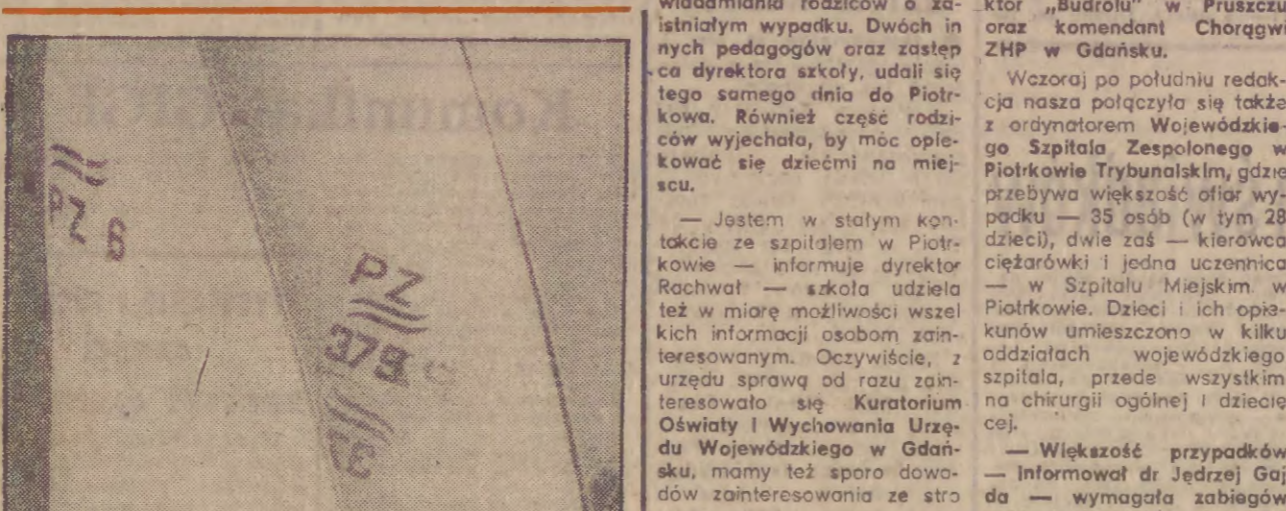 PZ
379
wiadamiania rodziców o za-
istniałym wypadku. Dwóch in
nych pedagogów oraz zastęp
ca dyrektora szkoły, udali się
tego samego dnia do Piotr-
kowa. Również część rodzi-
ców wyjechała, by móc opie-
kować się dziećmi na miej-
scu.
— Jestem w stałym kon-
takcie ze szpitalem w Piotr-
kowie — informuje dyrektor
Rachwał — szkoła udziela
też w miarę możliwości wszel
kich informacji osobom zain-
teresowanym. Oczywiście, z
urzędu sprawą od razu zain-
teresowało się Kuratorium
Oświaty i Wychowania Urzę-
du Wojewódzkiego w Gdań-
sku, mamy też sporo dowo-
dów zainteresowania ze stro
ktor „Budrolu" w Pruszczu
oraz komendant Chorągwi
ZHP w Gdańsku.
Wczoraj po południu redak-
cja nasza połączyła się także
z ordynatorem Wojewódzkie-
go Szpitala Zespolonego w
Piotrkowie Trybunalskim, gdzie
przebywa większość ofiar wy-
padku — 35 osób (w tym 28
dzieci), dwie zaś — kierowca
ciężarówki i jedna uczennica
— w Szpitalu Miejskim w
Piotrkowie. Dzieci i ich opie-
kunów umieszczono w kilku
oddziałach wojewódzkiego
szpitala, przede wszystkim
na chirurgii ogólnej i dziecię
cej.
— Większość przypadków
— informował dr Jędrzej Gaj
da — wymagała zabiegów